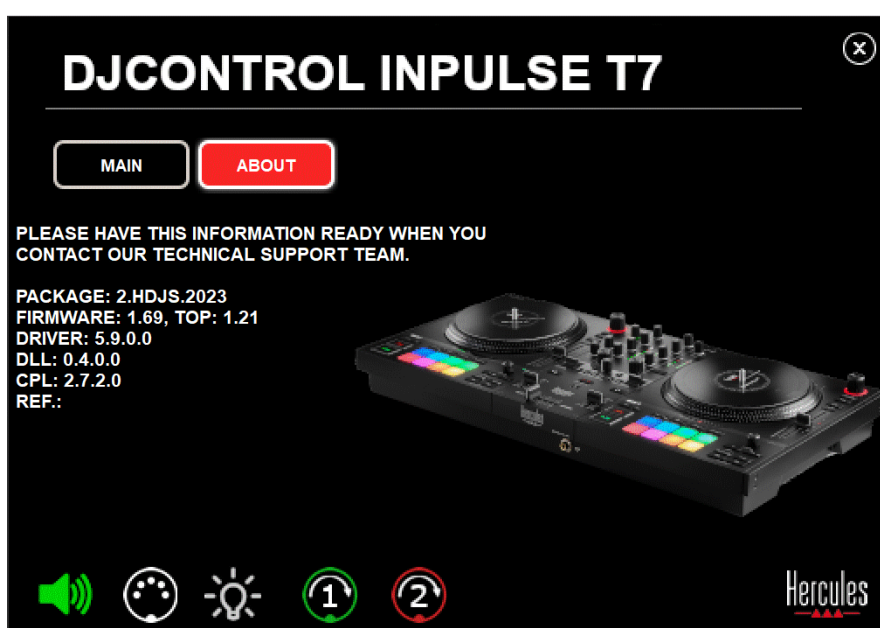 DJCONTROL INPULSE T7
MAIN
ABOUT
PLEASE HAVE THIS INFORMATION READY WHEN YOU
CONTACT OUR TECHNICAL SUPPORT TEAM.
PACKAGE: 2.HDJS.2023
FIRMWARE: 1.69, TOP: 1.21
DRIVER: 5.9.0.0
DLL: 0.4.0.0
CPL: 2.7.2.0
REF.:
1
2
Hercules